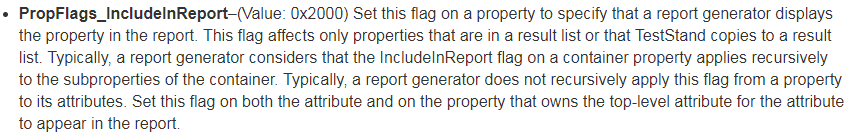 • PropFlags_IncludeInReport–(Value: 0x2000) Set this flag on a property to specify that a report generator displays
the property in the report. This flag affects only properties that are in a result list or that TestStand copies to a result
list. Typically, a report generator considers that the IncludeInReport flag on a container property applies recursively
to the subproperties of the container. Typically, a report generator does not recursively apply this flag from a property
to its attributes. Set this flag on both the attribute and on the property that owns the top-level attribute for the attribute
to appear in the report.